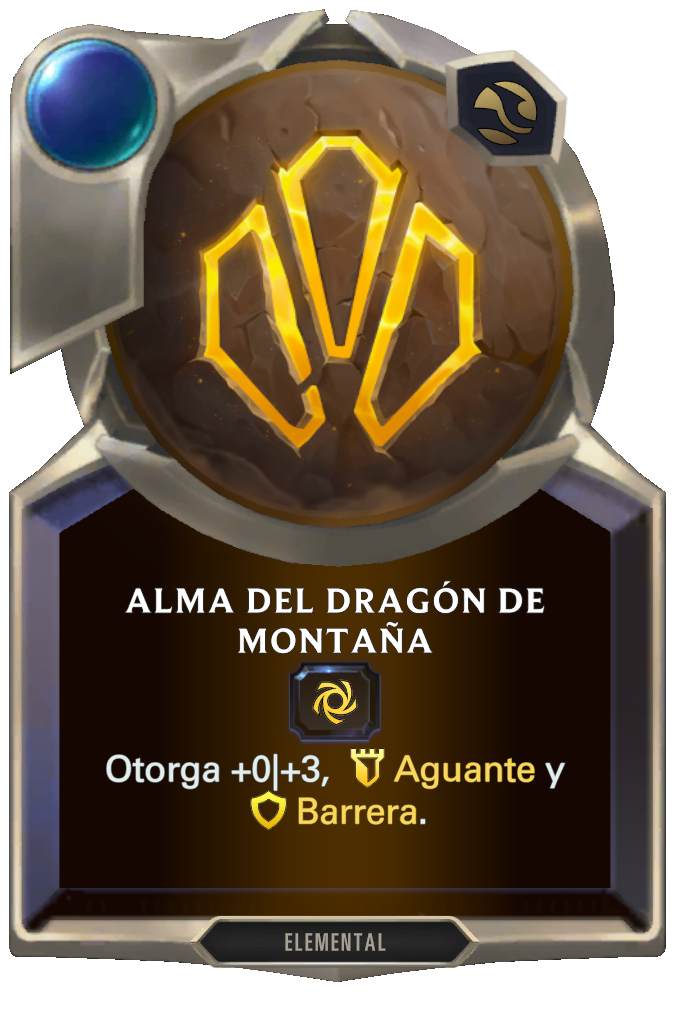 ALMA DEL DRAGÓN DE
MONTAÑA
Otorga +0|+3, Aguante y
Barrera.
ELEMENTAL